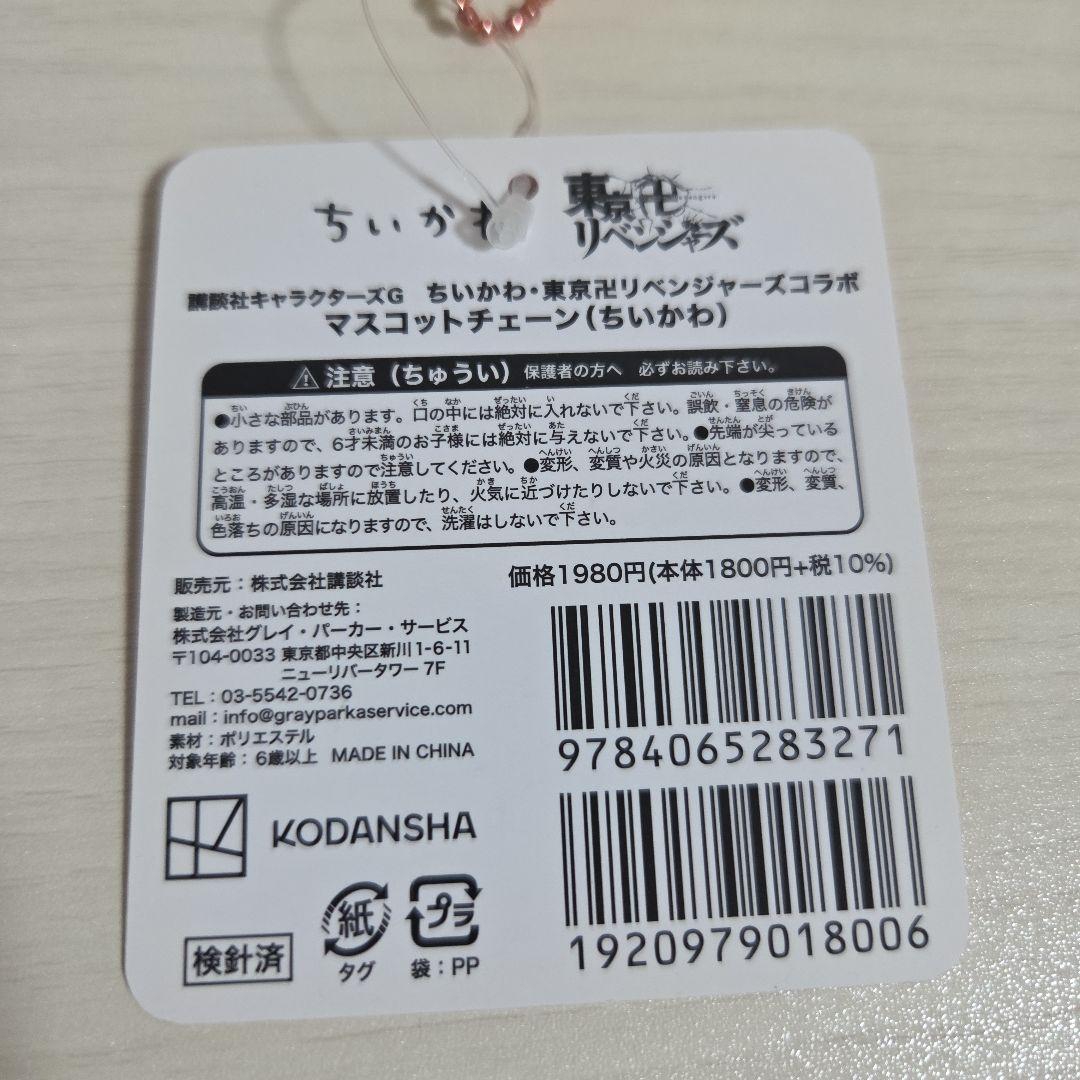 ちいかわ
東京卍リベンジャーズ
講談社キャラクターズG　ちいかわ・東京卍リベンジャーズコラボ
マスコットチェーン(ちいかわ)
注意(ちゅうい) 保護者の方へ　必ずお読み下さい。
●小さな部品があります。口の中には絶対に入れないで下さい。誤飲・窒息の危険が
ありますので、6才未満のお子様には絶対に与えないで下さい。●先端が尖っている
ところがありますので注意してください。●変形、変質や火災の原因となりますので、
高温・多湿な場所に放置したり、火気に近づけたりしないで下さい。●変形、変質、
色落ちの原因になりますので、洗濯はしないで下さい。
販売元：株式会社講談社
製造元・お問い合わせ先：
株式会社グレイ・パーカー・サービス
〒104-0033 東京都中央区新川1-6-11
ニューリバータワー 7F
TEL：03-5542-0736
mail：info@grayparkaservice.com
素材：ポリエステル
対象年齢：6歳以上 MADE IN CHINA
価格1980円(本体1800円+税10%)
9784065283271
1920979018006
KODANSHA
検針済
紙
タグ
プラ
袋：PP